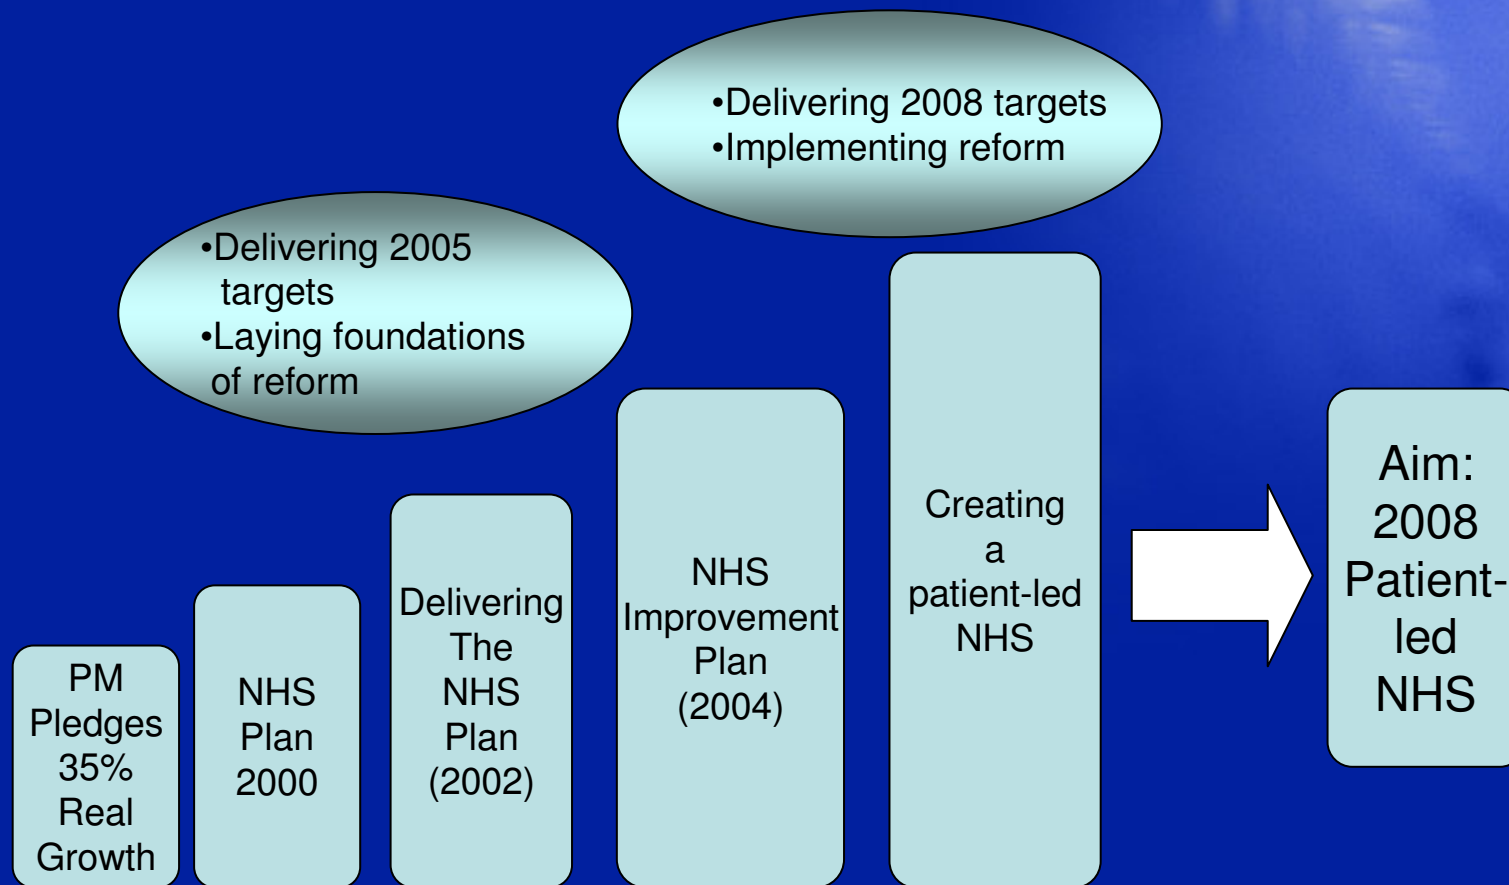 •Delivering 2008 targets
•Implementing reform
•Delivering 2005
targets
•Laying foundations
of reform
PM
Pledges
35%
Real
Growth
NHS
Plan
2000
Delivering
The
NHS
Plan
(2002)
NHS
Improvement
Plan
(2004)
Creating
a
patient-led
NHS
Aim:
2008
Patient-
led
NHS